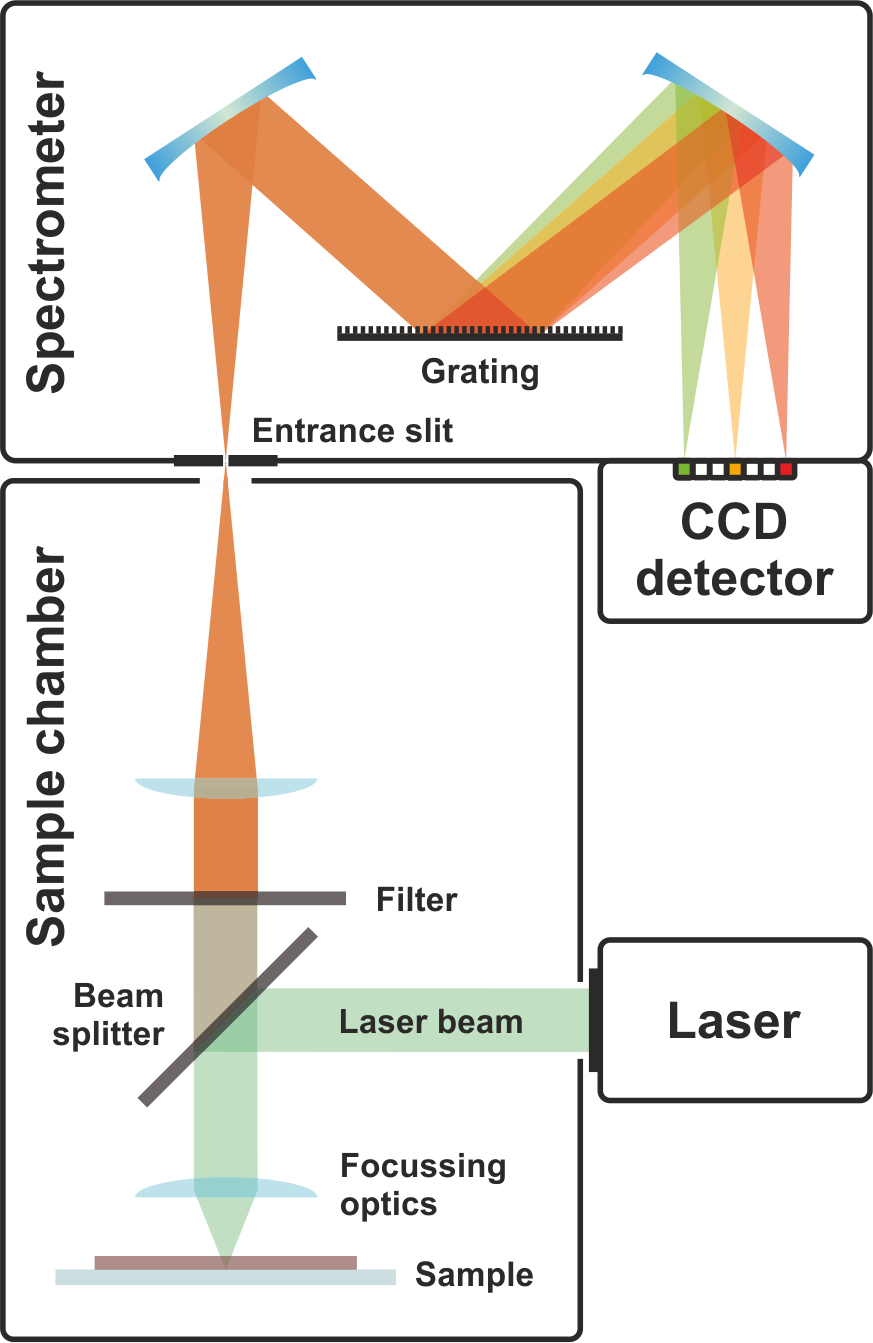 Spectrometer
Grating
Entrance slit
CCD
detector
Sample chamber
Filter
Beam
splitter
Laser beam
Laser
Focussing
optics
Sample